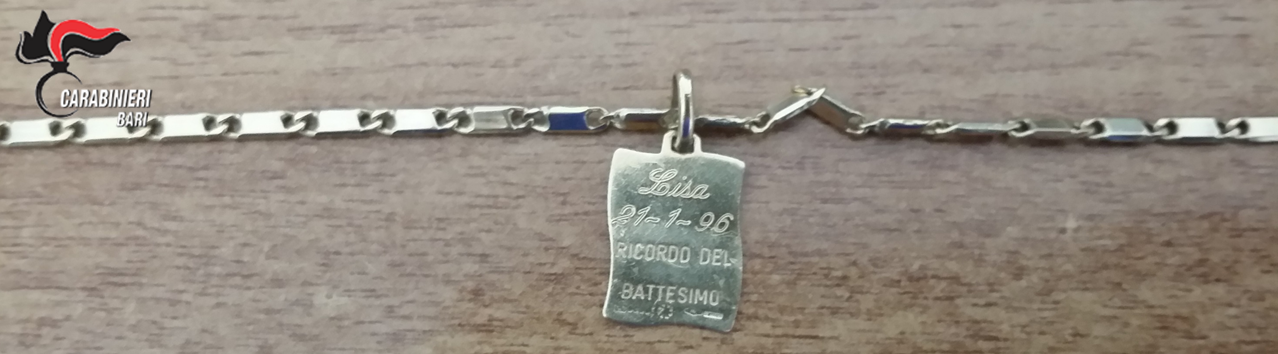 CARABINIERI
BARI
Lisa
21-1-96
RICORDO DEL
BATTESIMO